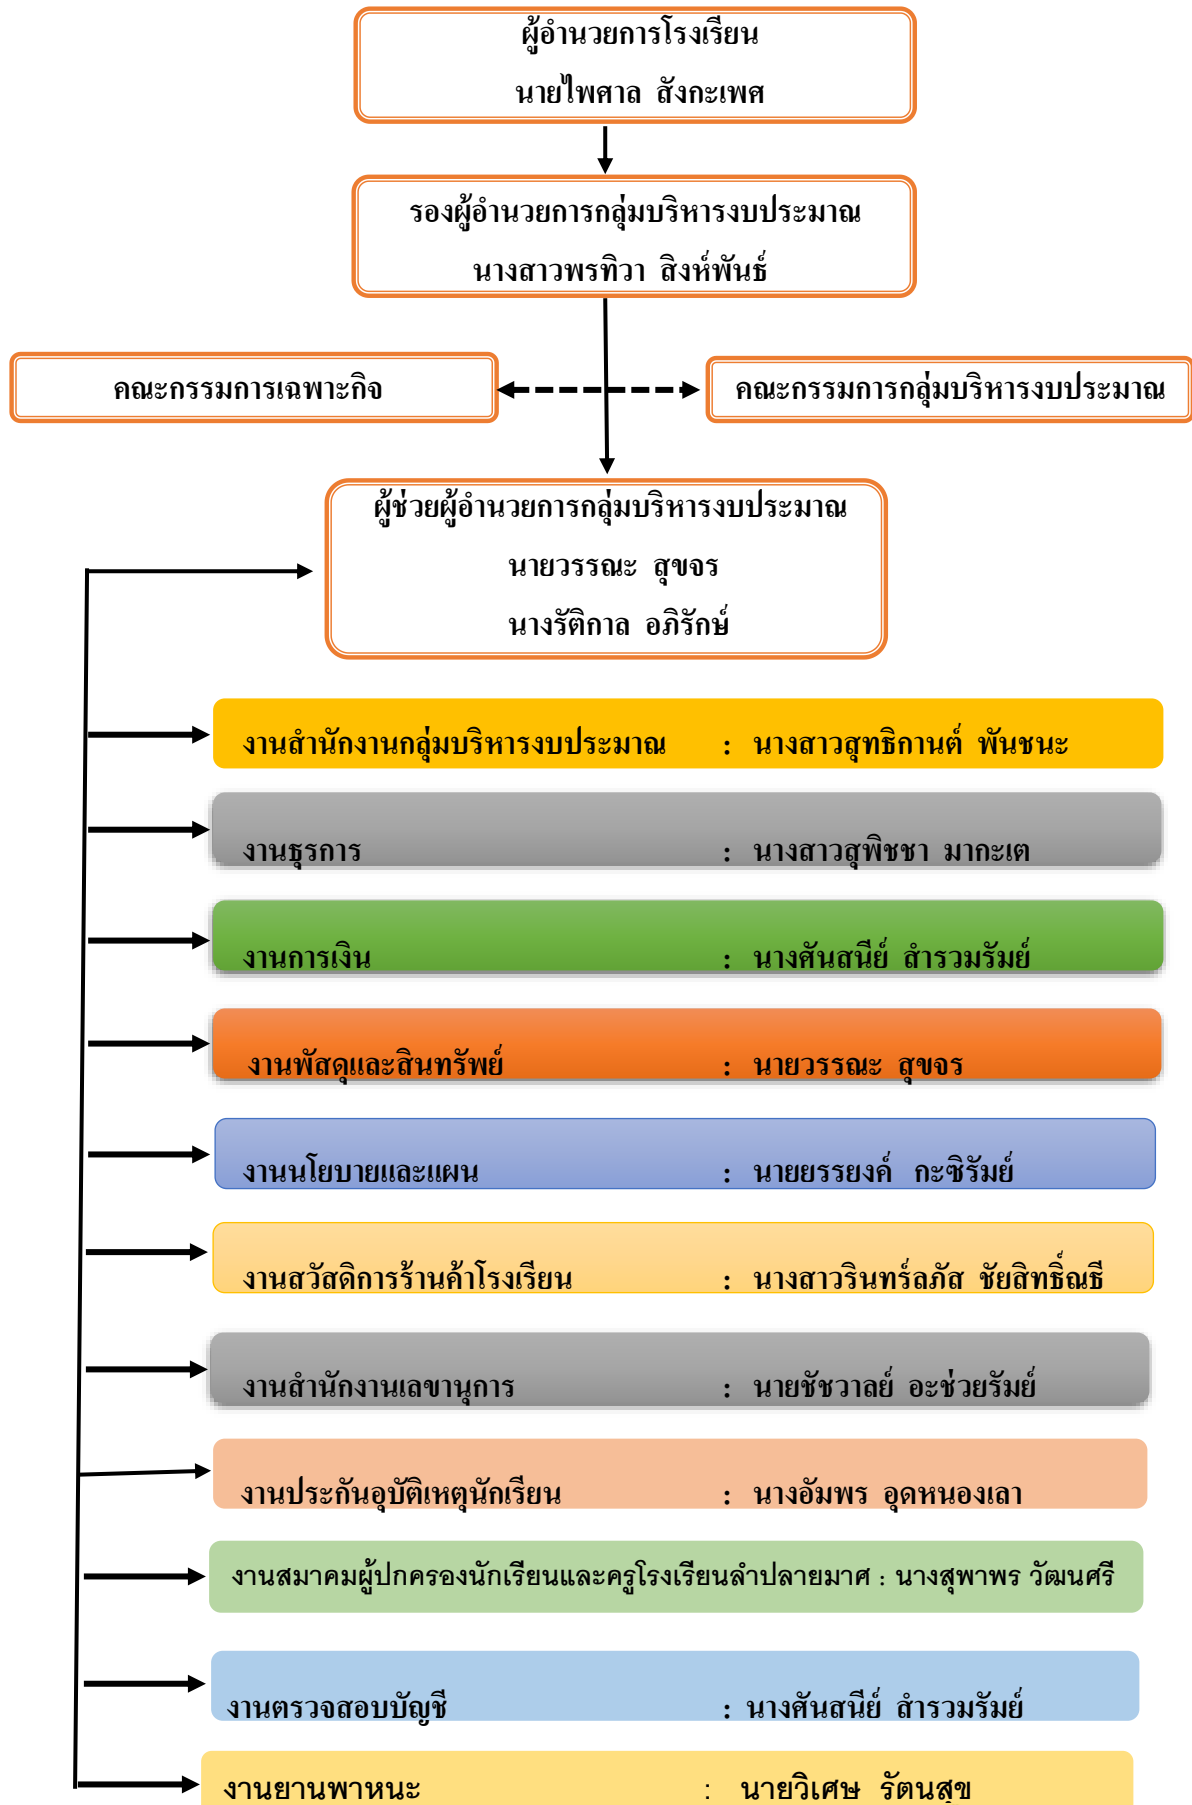 ผู้อำนวยการโรงเรียน
นายไพศาล สังกะเพศ
รองผู้อำนวยการกลุ่มบริหารงบประมาณ
นางสาวพรทิวา สิงห์พันธ์
คณะกรรมการเฉพาะกิจ
คณะกรรมการกลุ่มบริหารงบประมาณ
ผู้ช่วยผู้อำนวยการกลุ่มบริหารงบประมาณ
นายวรรณะ สุขจร
นางรัติกาล อภิรักษ์
งานสำนักงานกลุ่มบริหารงบประมาณ : นางสาวสุทธิกานต์ พันชนะ
งานธุรการ : นางสาวสุพิชชา มากะเต
งานการเงิน : นางศันสนีย์ สำรวมรัมย์
งานพัสดุและสินทรัพย์ : นายวรรณะ สุขจร
งานนโยบายและแผน : นายยรรยงค์ กะซิรัมย์
งานสวัสดิการร้านค้าโรงเรียน : นางสาวรินทร์ลภัส ชัยสิทธิ์ณธี
งานสำนักงานเลขานุการ : นายชัชวาลย์ อะช่วยรัมย์
งานประกันอุบัติเหตุนักเรียน : นางอัมพร อุดหนองเลา
งานสมาคมผู้ปกครองนักเรียนและครูโรงเรียนลำปลายมาศ : นางสุพาพร วัฒนศรี
งานตรวจสอบบัญชี : นางศันสนีย์ สำรวมรัมย์
งานยานพาหนะ : นายวิเศษ รัตนสุข